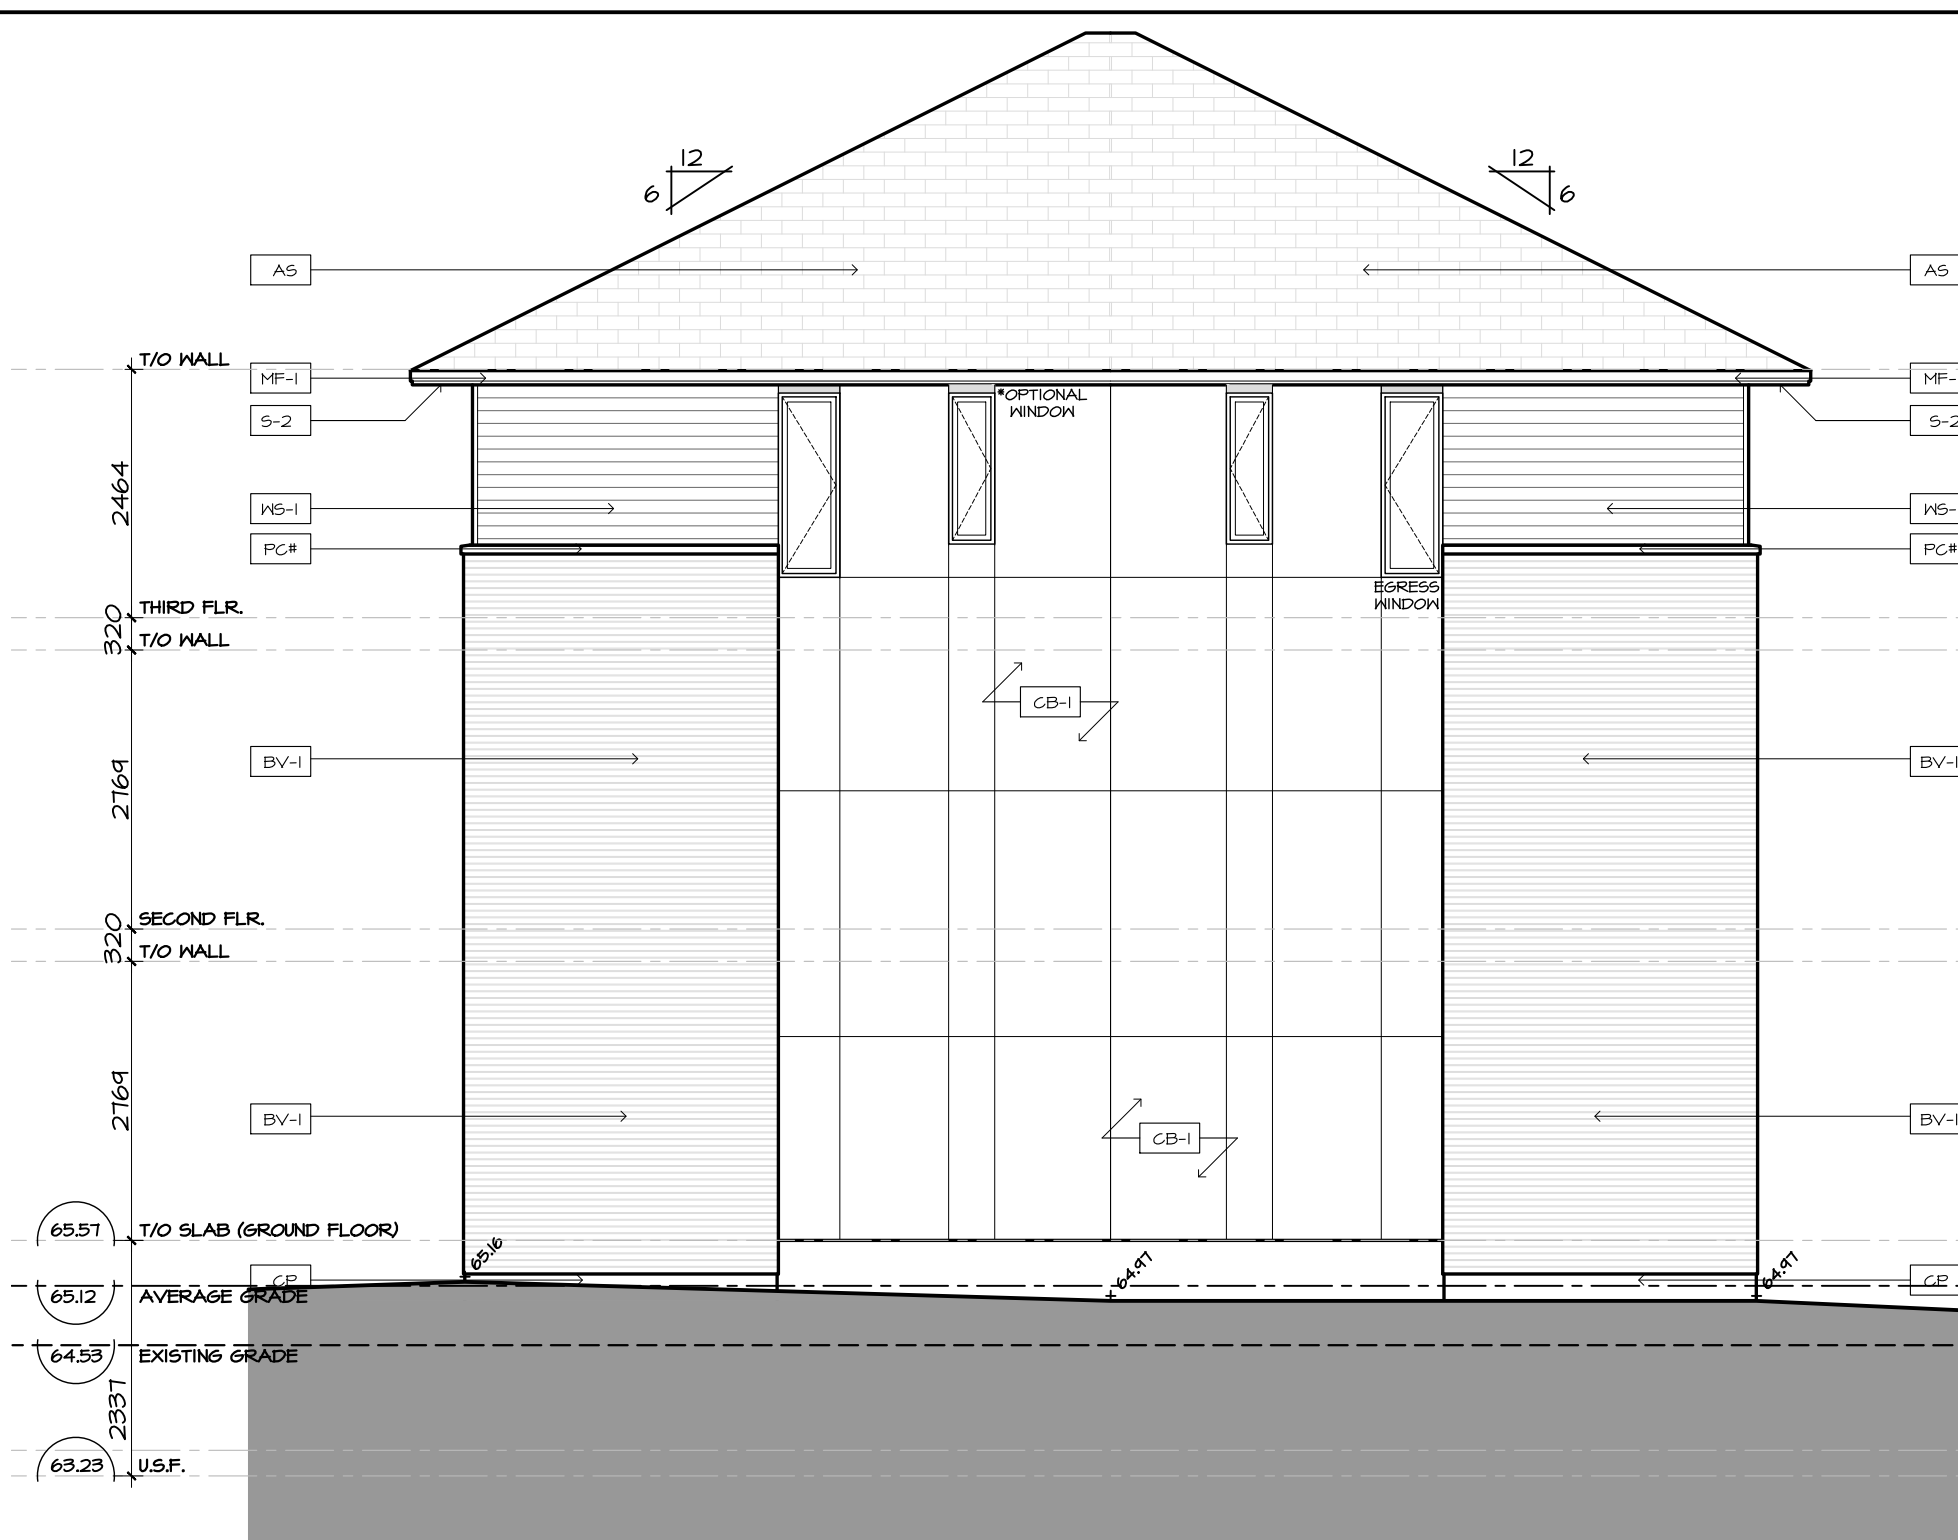 12
6
12
6
AS
AS
T/O WALL
MF-1
MF-
*OPTIONAL
WINDOW
S-2
S-2
2464
WS-1
WS-
PC#
PC#
EGRESS
WINDOW
THIRD FLR.
320
T/O WALL
CB-1
BV-1
BV-1
2769
SECOND FLR.
320
T/O WALL
2769
BV-1
BV-1
CB-1
65.57
T/O SLAB (GROUND FLOOR)
65.16
64.97
64.97
CP
CP
65.12
AVERAGE GRADE
64.53
EXISTING GRADE
2337
63.23
U.S.F.